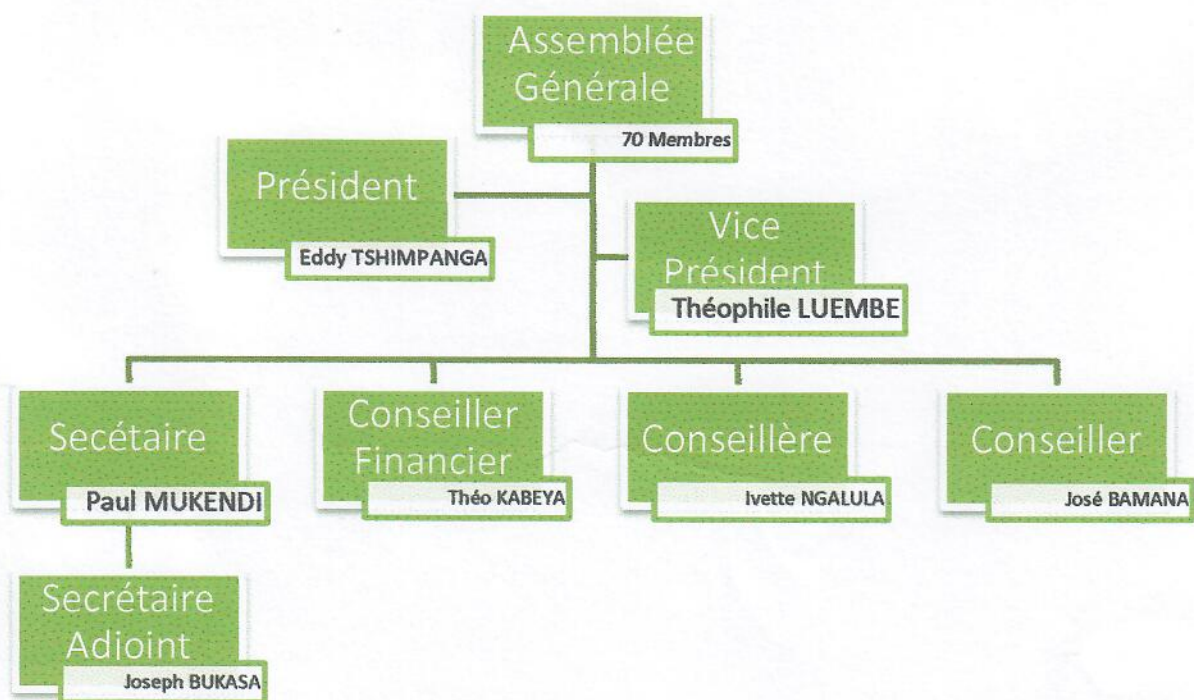 Assemblée
Générale
70 Membres
Président
Eddy TSHIMPANGA
Vice
Président
Théophile LUEMBE
Secétaire
Paul MUKENDI
Conseiller
Financier
Théo KABEYA
Conseillère
Ivette NGALULA
Conseiller
José BAMANA
Secrétaire
Adjoint
Joseph BUKASA